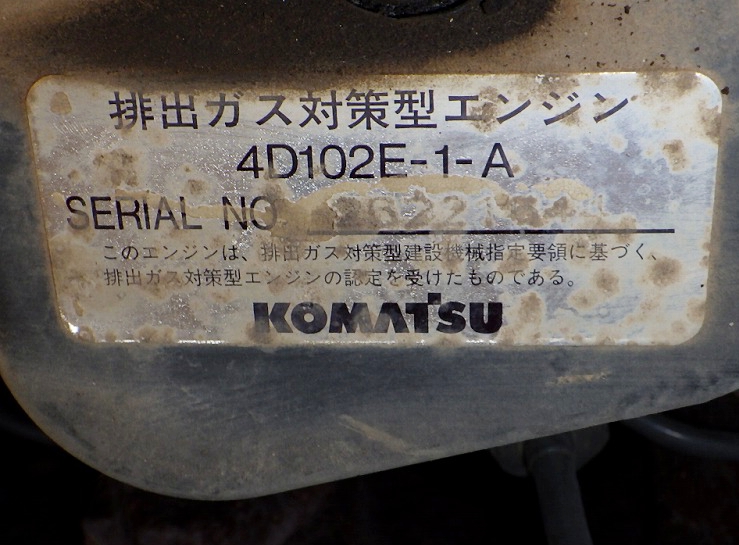 排出ガス対策型エンジン
4D102E-1-A
SERIAL NO
このエンジンは、排出ガス対策型建設機械指定要領に基づく、
排出ガス対策型エンジンの認定を受けたものである。
KOMATSU